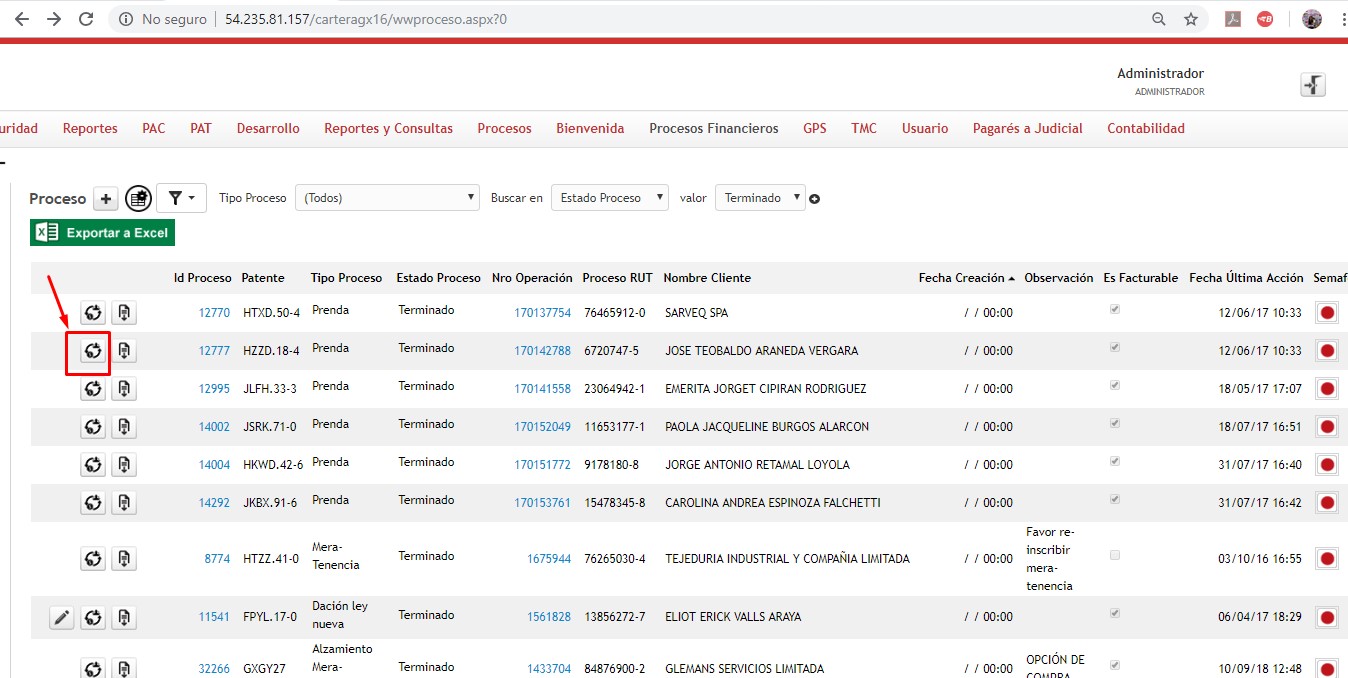 No seguro | 54.235.81.157/carteragx16/wwproceso.aspx?0
Administrador
ADMINISTRADOR
uridad Reportes PAC PAT Desarrollo Reportes y Consultas Procesos Bienvenida Procesos Financieros GPS TMC Usuario Pagarés a Judicial Contabilidad
Proceso Tipo Proceso (Todos) Buscar en Estado Proceso valor Terminado
Exportar a Excel
Id Proceso Patente Tipo Proceso Estado Proceso Nro Operación Proceso RUT Nombre Cliente Fecha Creación Observación Es Facturable Fecha Última Acción Semaf
12770 HTXD.50-4 Prenda Terminado 170137754 76465912-0 SARVEQ SPA / / 00:00 12/06/17 10:33
12777 HZZD.18-4 Prenda Terminado 170142788 6720747-5 JOSE TEOBALDO ARANEDA VERGARA / / 00:00 12/06/17 10:33
12995 JLFH.33-3 Prenda Terminado 170141558 23064942-1 EMERITA JORGET CIPIRAN RODRIGUEZ / / 00:00 18/05/17 17:07
14002 JSRK.71-0 Prenda Terminado 170152049 11653177-1 PAOLA JACQUELINE BURGOS ALARCON / / 00:00 18/07/17 16:51
14004 HKWD.42-6 Prenda Terminado 170151772 9178180-8 JORGE ANTONIO RETAMAL LOYOLA / / 00:00 31/07/17 16:40
14292 JKBX.91-6 Prenda Terminado 170153761 15478345-8 CAROLINA ANDREA ESPINOZA FALCHETTI / / 00:00 31/07/17 16:42
8774 HTZZ.41-0 Mera-
Tenencia Terminado 1675944 76265030-4 TEJEDURIA INDUSTRIAL Y COMPAÑIA LIMITADA / / 00:00 Favor re-
inscribir
mera-
tenencia 03/10/16 16:55
11541 FPYL.17-0 Dación ley
nueva Terminado 1561828 13856272-7 ELIOT ERICK VALLS ARAYA / / 00:00 06/04/17 18:29
32266 GXGY27 Alzamiento
Mera- Terminado 1433704 84876900-2 GLEMANS SERVICIOS LIMITADA / / 00:00 OPCIÓN DE
COMPRA 10/09/18 12:48